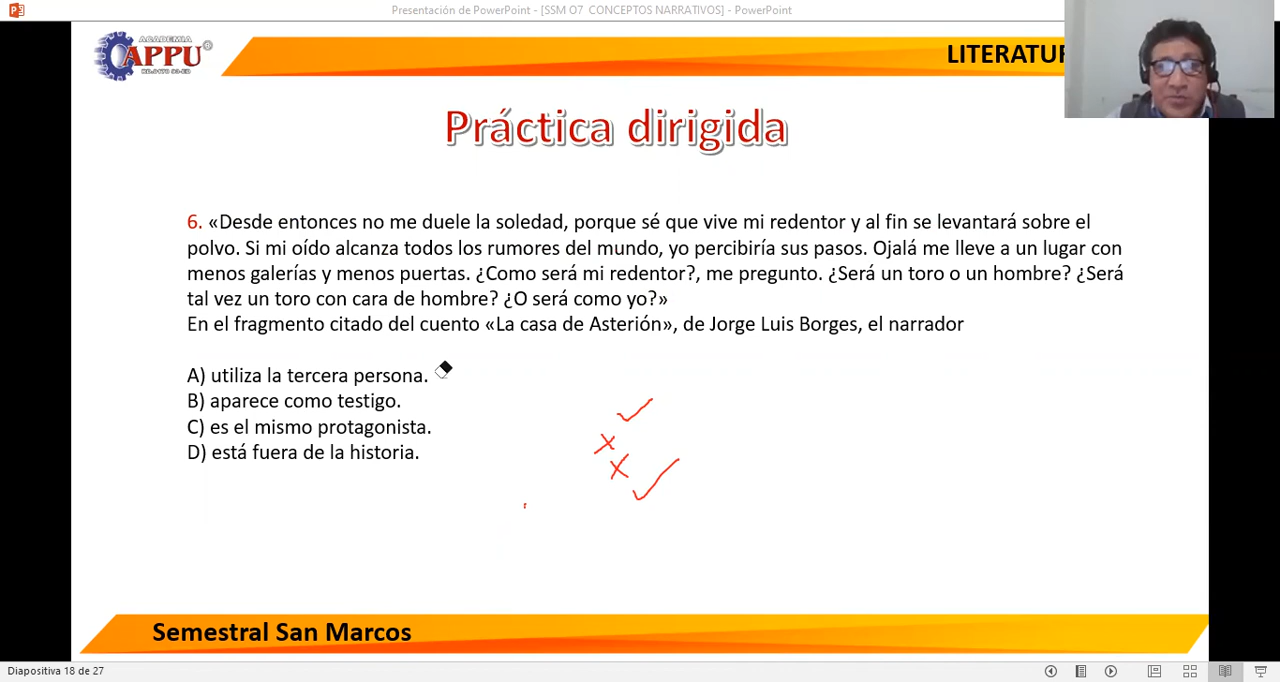 Presentación de PowerPoint - [SSM O7 CONCEPTOS NARRATIVOS] - PowerPoint
ACADEMIA
APPU
LITERATUR
Práctica dirigida
6. «Desde entonces no me duele la soledad, porque sé que vive mi redentor y al fin se levantará sobre el
polvo. Si mi oído alcanza todos los rumores del mundo, yo percibiría sus pasos. Ojalá me lleve a un lugar con
menos galerías y menos puertas. ¿Como será mi redentor?, me pregunto. ¿Será un toro o un hombre? ¿Será
tal vez un toro con cara de hombre? ¿O será como yo?»
En el fragmento citado del cuento «La casa de Asterión», de Jorge Luis Borges, el narrador
A) utiliza la tercera persona.
B) aparece como testigo.
C) es el mismo protagonista.
D) está fuera de la historia.
Semestral San Marcos
Diapositiva 18 de 27